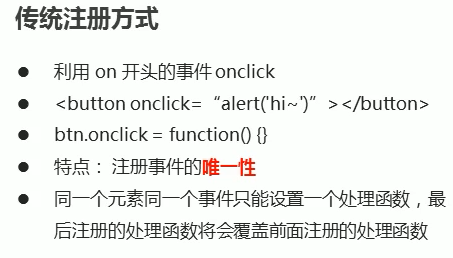 传统注册方式
● 利用 on 开头的事件 onclick
● <button onclick=“alert('hi~')”></button>
● btn.onclick = function() {}
● 特点： 注册事件的唯一性
● 同一个元素同一个事件只能设置一个处理函数，最
后注册的处理函数将会覆盖前面注册的处理函数